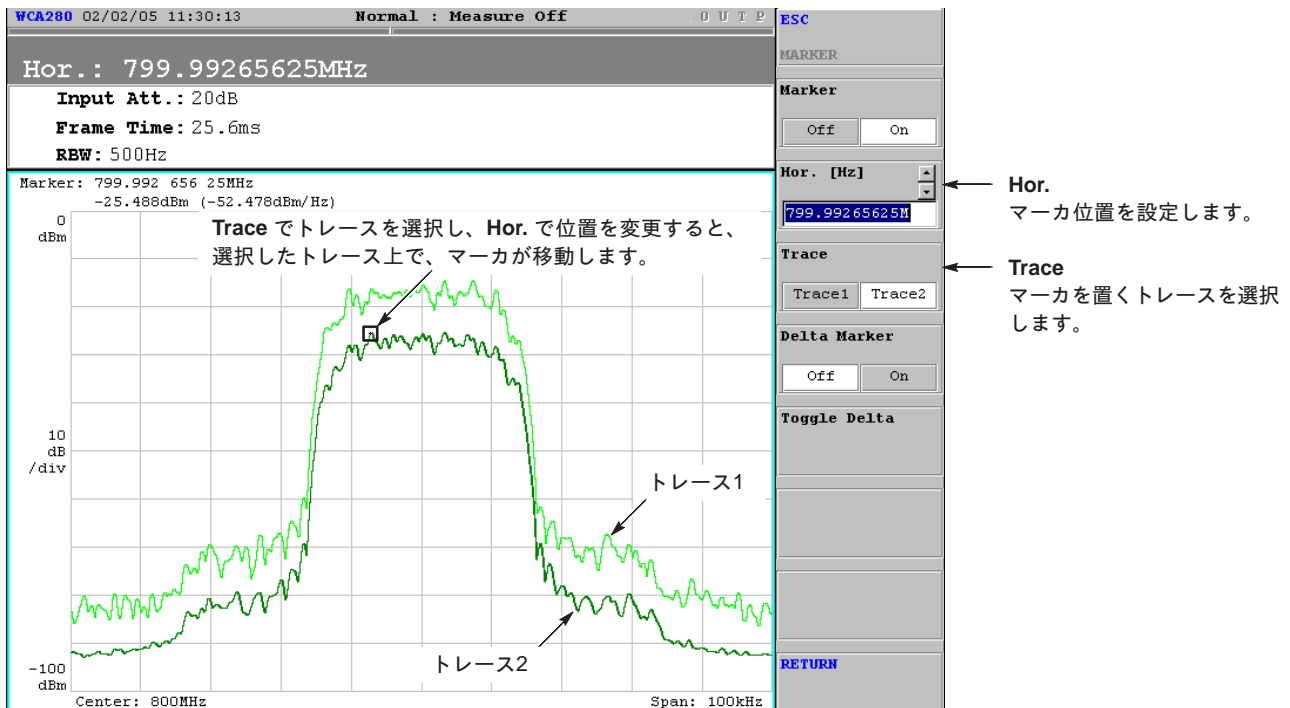 WCA280 02/02/05 11:30:13 Normal : Measure Off . O U T P
Hor.: 799.99265625MHz
Input Att.: 20dB
Frame Time: 25.6ms
RBW: 500Hz
Marker: 799.992 656 25MHz
-25.488dBm (-52.478dBm/Hz)
0
dBm
Trace でトレースを選択し、Hor. で位置を変更すると、
選択したトレース上で、マーカが移動します。
10
dB
/div
トレース1
トレース2
-100
dBm
Center: 800MHz
Span: 100kHz
ESC
MARKER
Marker
Off On
Hor. [Hz]
799.99265625M
Trace
Trace1 Trace2
Delta Marker
Off On
Toggle Delta
RETURN
Hor.
マーカ位置を設定します。
Trace
マーカを置くトレースを選択
します。